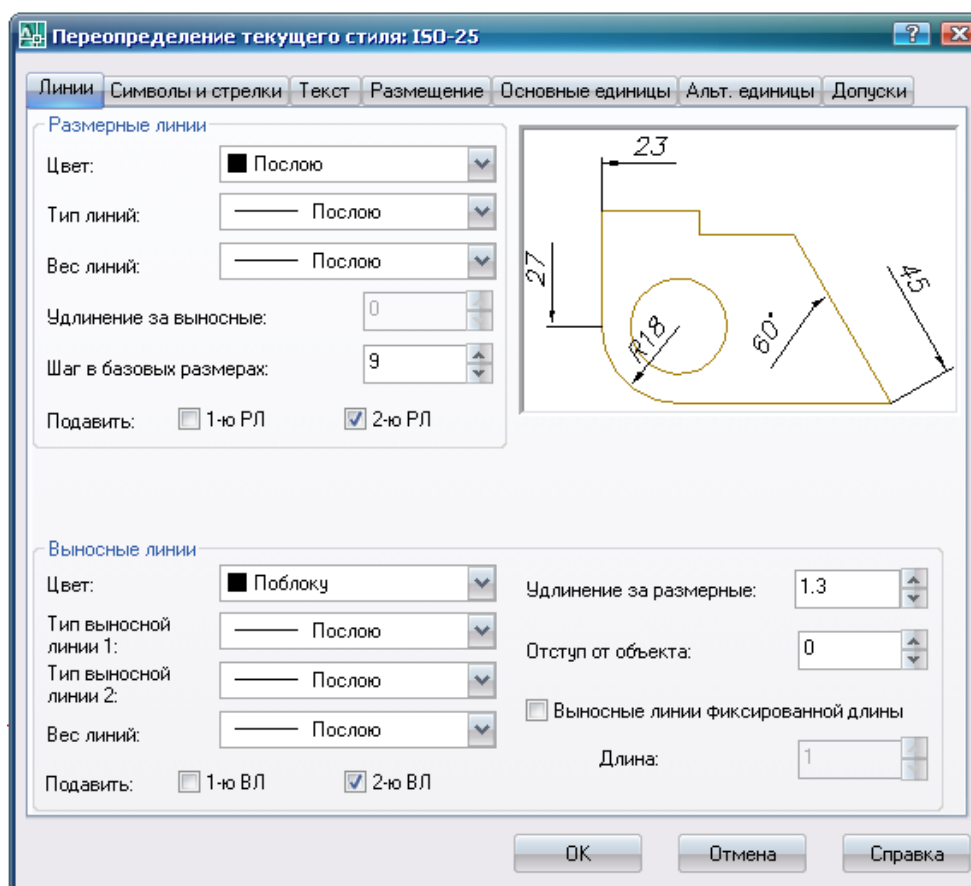 Переопределение текущего стиля: ISO-25
? X
Линии Символы и стрелки Текст Размещение Основные единицы Альт. единицы Допуски
Размерные линии
Цвет: Послою
Тип линий: Послою
Вес линий: Послою
Удлинение за выносные: 0
Шаг в базовых размерах: 9
Подавить: 1-ю РЛ 2-ю РЛ
23
27
R18
60°
45
Выносные линии
Цвет: Поблоку
Тип выносной
линии 1: Послою
Тип выносной
линии 2: Послою
Вес линий: Послою
Подавить: 1-ю ВЛ 2-ю ВЛ
Удлинение за размерные: 1.3
Отступ от объекта: 0
Выносные линии фиксированной длины
Длина: 1
OK Отмена Справка